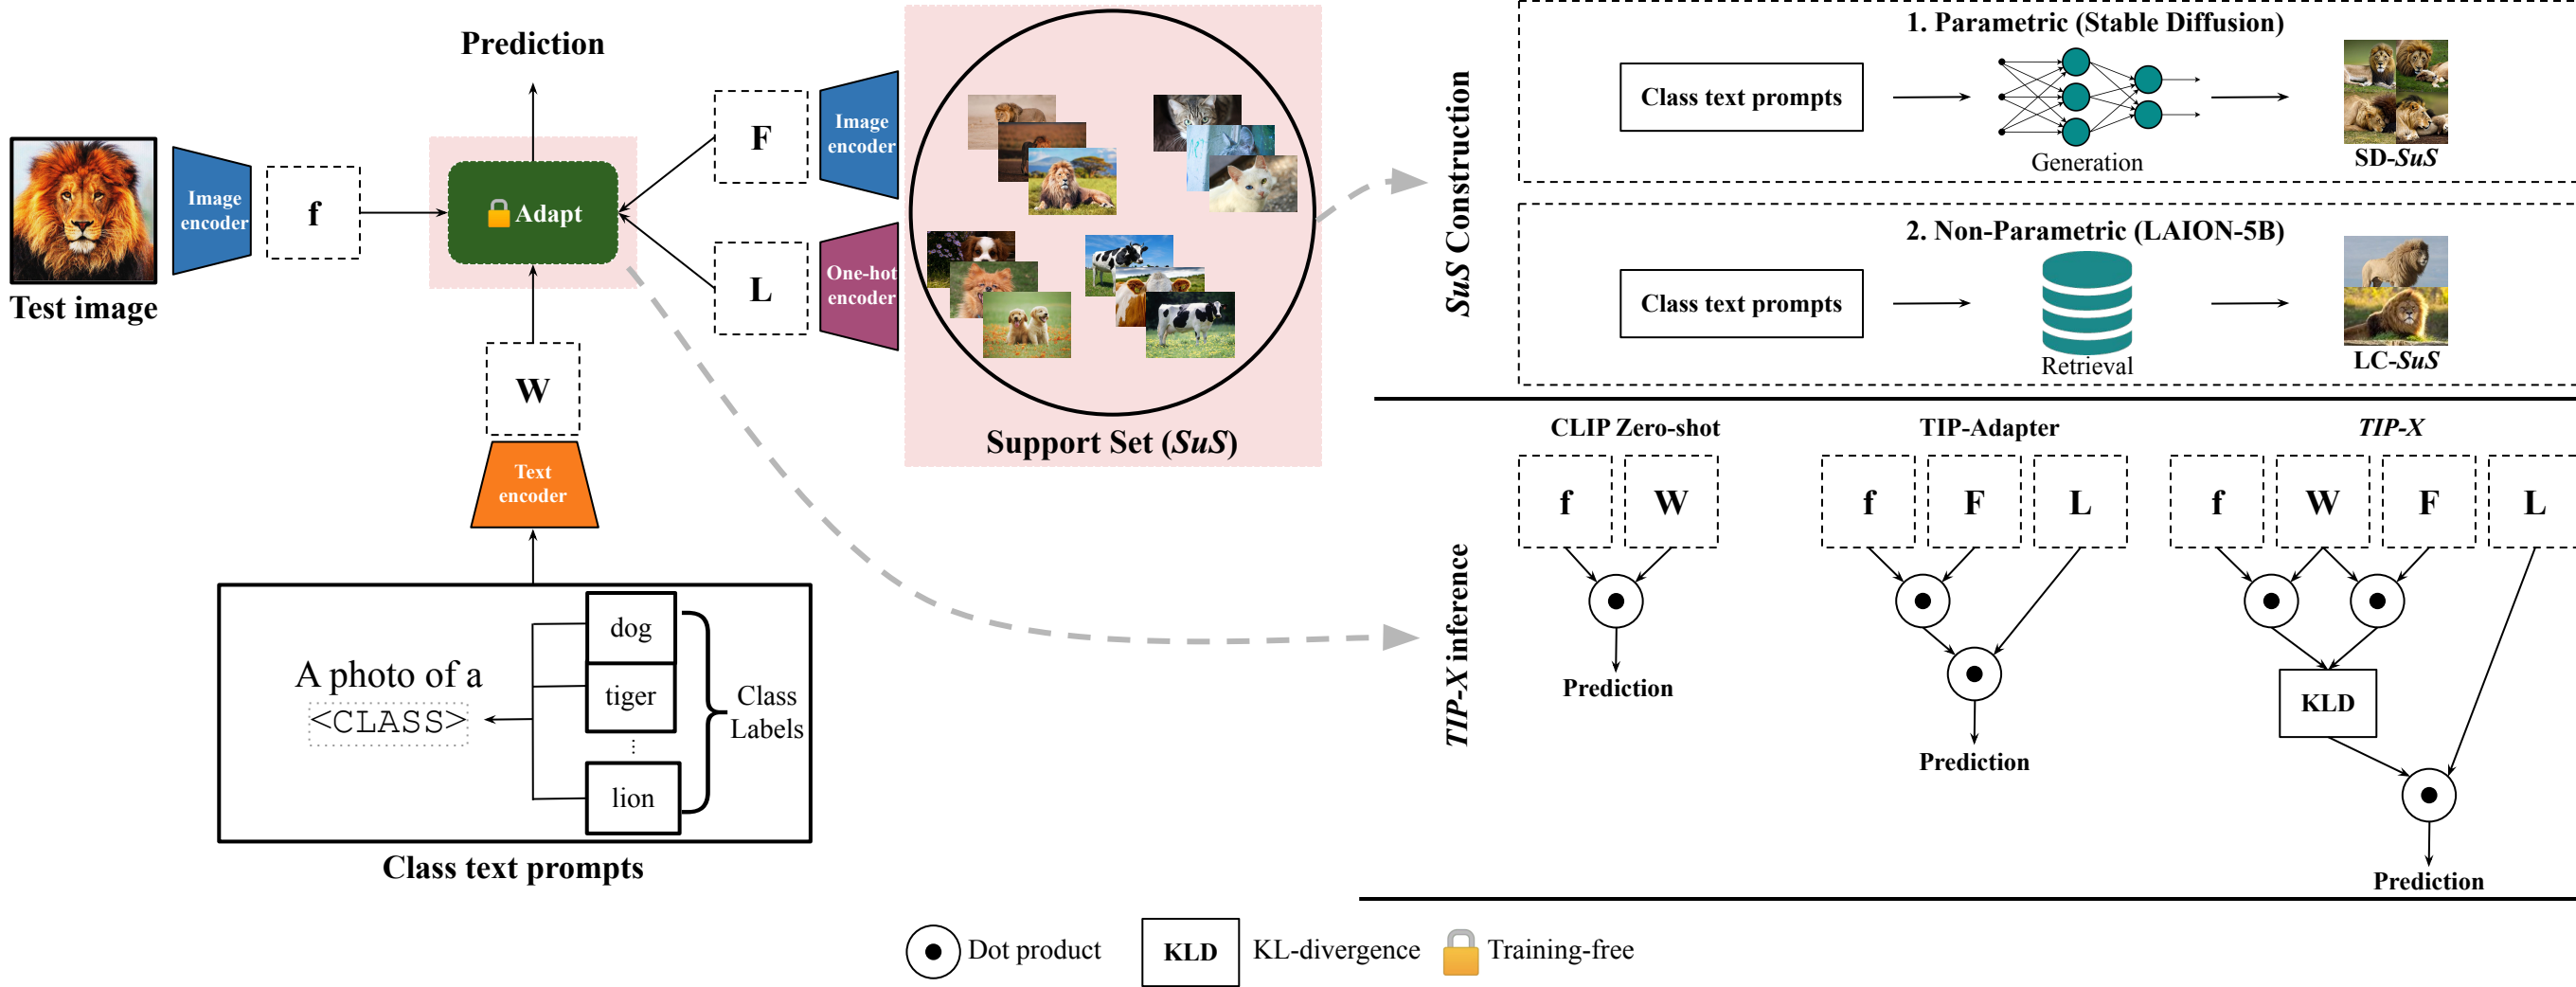 Prediction
Test image
Image
encoder
f
Adapt
F
L
Image
encoder
One-hot
encoder
Support Set (SuS)
W
Text
encoder
A photo of a
<CLASS>
dog
tiger
⋮
lion
Class
Labels
Class text prompts
SuS Construction
1. Parametric (Stable Diffusion)
Class text prompts
Generation
SD-SuS
2. Non-Parametric (LAION-5B)
Class text prompts
Retrieval
LC-SuS
TIP-X inference
CLIP Zero-shot
f W
Prediction
TIP-Adapter
f F L
Prediction
TIP-X
f W F L
KLD
Prediction
Dot product
KLD KL-divergence
Training-free